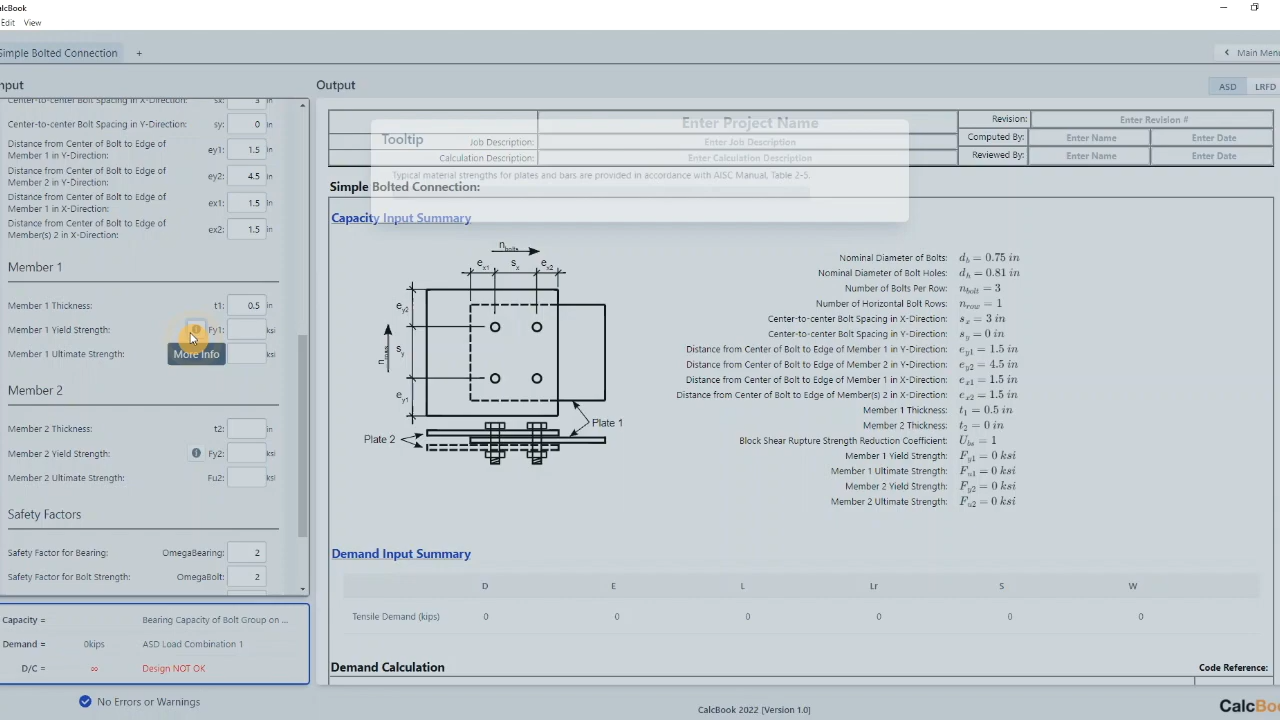 CalcBook
Edit View
Simple Bolted Connection +
Main Menu
Input
Output
ASD LRFD
Center-to-center Bolt Spacing in X-Direction: sx: 3 in
Center-to-center Bolt Spacing in Y-Direction: sy: 0 in
Distance from Center of Bolt to Edge of
Member 1 in Y-Direction: ey1: 1.5 in
Distance from Center of Bolt to Edge of
Member 2 in Y-Direction: ey2: 4.5 in
Distance from Center of Bolt to Edge of
Member 1 in X-Direction: ex1: 1.5 in
Distance from Center of Bolt to Edge of
Member(s) 2 in X-Direction: ex2: 1.5 in
Member 1
Member 1 Thickness: t1: 0.5 in
Member 1 Yield Strength: Fy1: ksi
Member 1 Ultimate Strength: ksi
More Info
Member 2
Member 2 Thickness: t2: in
Member 2 Yield Strength: Fy2: ksi
Member 2 Ultimate Strength: Fu2: ksi
Safety Factors
Safety Factor for Bearing: OmegaBearing: 2
Safety Factor for Bolt Strength: OmegaBolt: 2
Capacity = Bearing Capacity of Bolt Group on ...
Demand = 0kips ASD Load Combination 1
D/C = ∞ Design NOT OK
No Errors or Warnings
Tooltip
Typical material strengths for plates and bars are provided in accordance with AISC Manual, Table 2-5.
Enter Project Name
Job Description: Enter Job Description
Calculation Description: Enter Calculation Description
Revision: Enter Revision #
Computed By: Enter Name Enter Date
Reviewed By: Enter Name Enter Date
Simple Bolted Connection:
Capacity Input Summary
n bolts
ex1 sx ex2
ey2
sy
ey1
Plate 1
Plate 2
Nominal Diameter of Bolts: db = 0.75 in
Nominal Diameter of Bolt Holes: dh = 0.81 in
Number of Bolts Per Row: nbolt = 3
Number of Horizontal Bolt Rows: nrow = 1
Center-to-center Bolt Spacing in X-Direction: sx = 3 in
Center-to-center Bolt Spacing in Y-Direction: sy = 0 in
Distance from Center of Bolt to Edge of Member 1 in Y-Direction: ey1 = 1.5 in
Distance from Center of Bolt to Edge of Member 2 in Y-Direction: ey2 = 4.5 in
Distance from Center of Bolt to Edge of Member 1 in X-Direction: ex1 = 1.5 in
Distance from Center of Bolt to Edge of Member(s) 2 in X-Direction: ex2 = 1.5 in
Member 1 Thickness: t1 = 0.5 in
Member 2 Thickness: t2 = 0 in
Block Shear Rupture Strength Reduction Coefficient: Ubs = 1
Member 1 Yield Strength: Fy1 = 0 ksi
Member 1 Ultimate Strength: Fu1 = 0 ksi
Member 2 Yield Strength: Fy2 = 0 ksi
Member 2 Ultimate Strength: Fu2 = 0 ksi
Demand Input Summary
D E L Lr S W
Tensile Demand (kips) 0 0 0 0 0 0
Demand Calculation Code Reference:
CalcBook 2022 (Version 1.0)
CalcBo